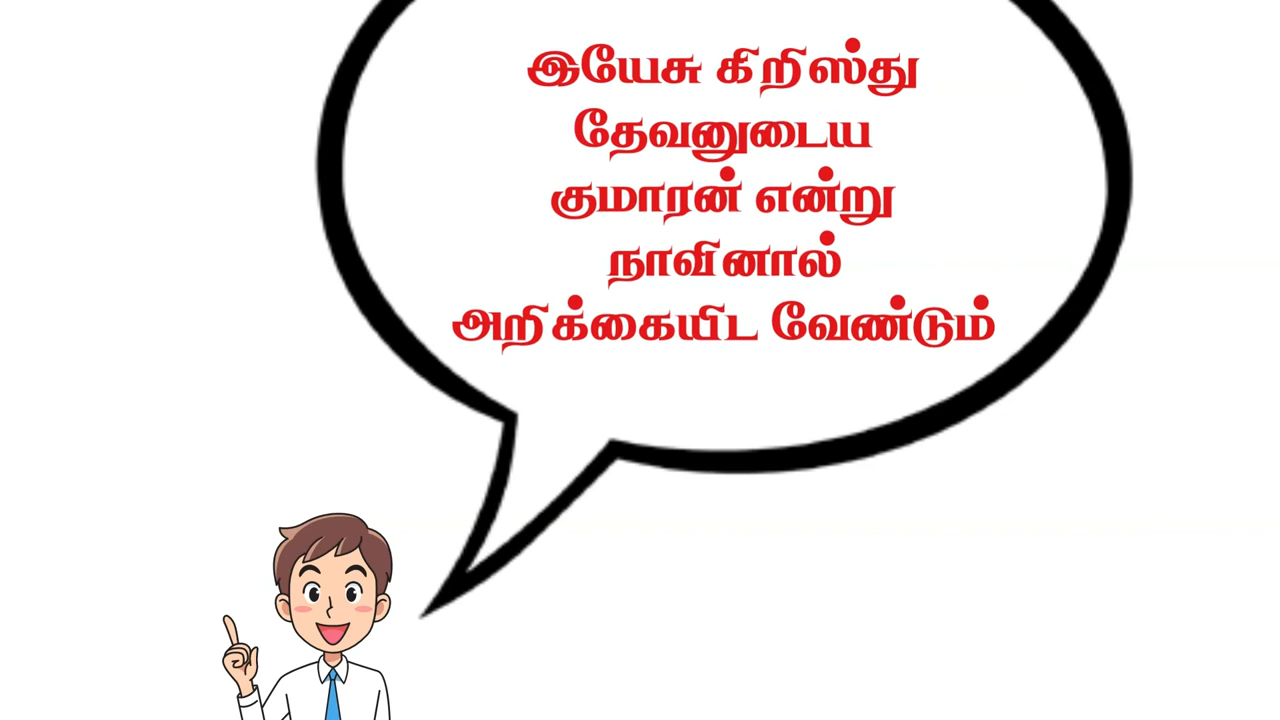 இயேசு கிறிஸ்து
தேவனுடைய
குமாரன் என்று
நாவினால்
அறிக்கையிட வேண்டும்